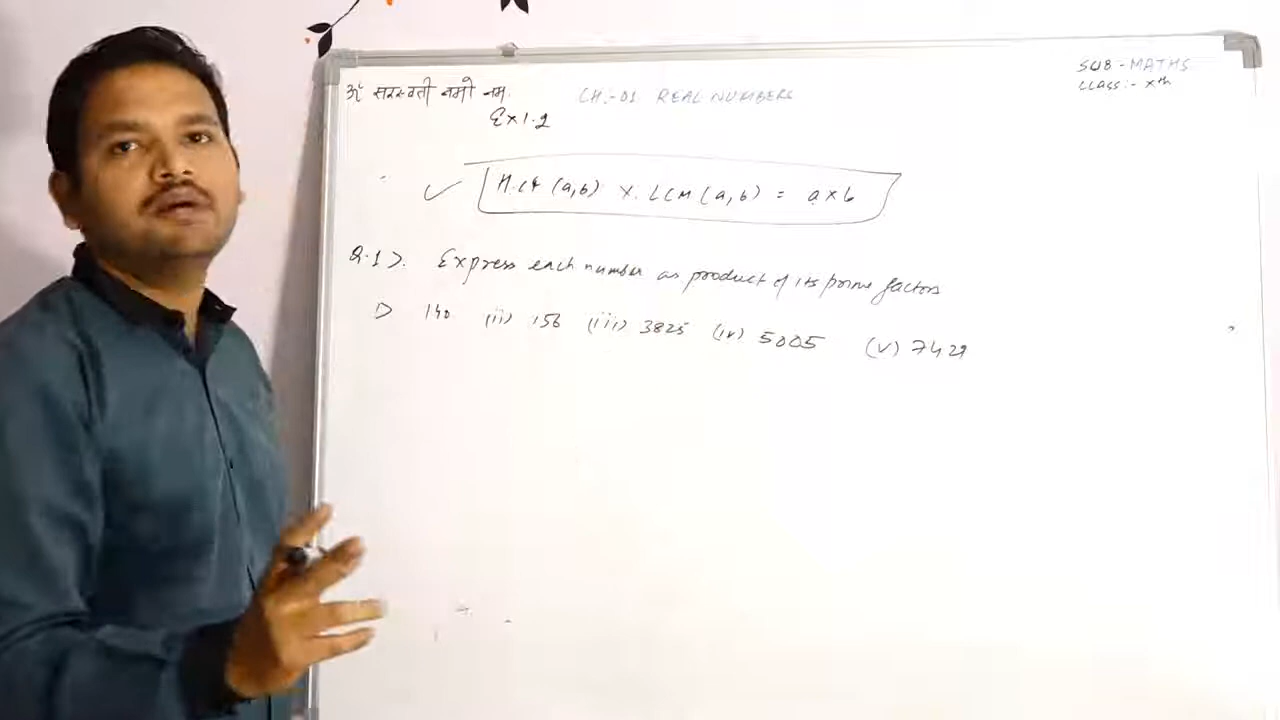 ॐ सरस्वती नमो नम.
CH:-01 REAL NUMBERS
SUB:- MATHS
CLASS:- Xth
Ex 1.2
✓ H.CF (a,b) X. LCM (a,b) = a x b
Q.1>. Express each number as product of its prime factors
i) 140 (ii) 156 (iii) 3825 (iv) 5005 (v) 7429